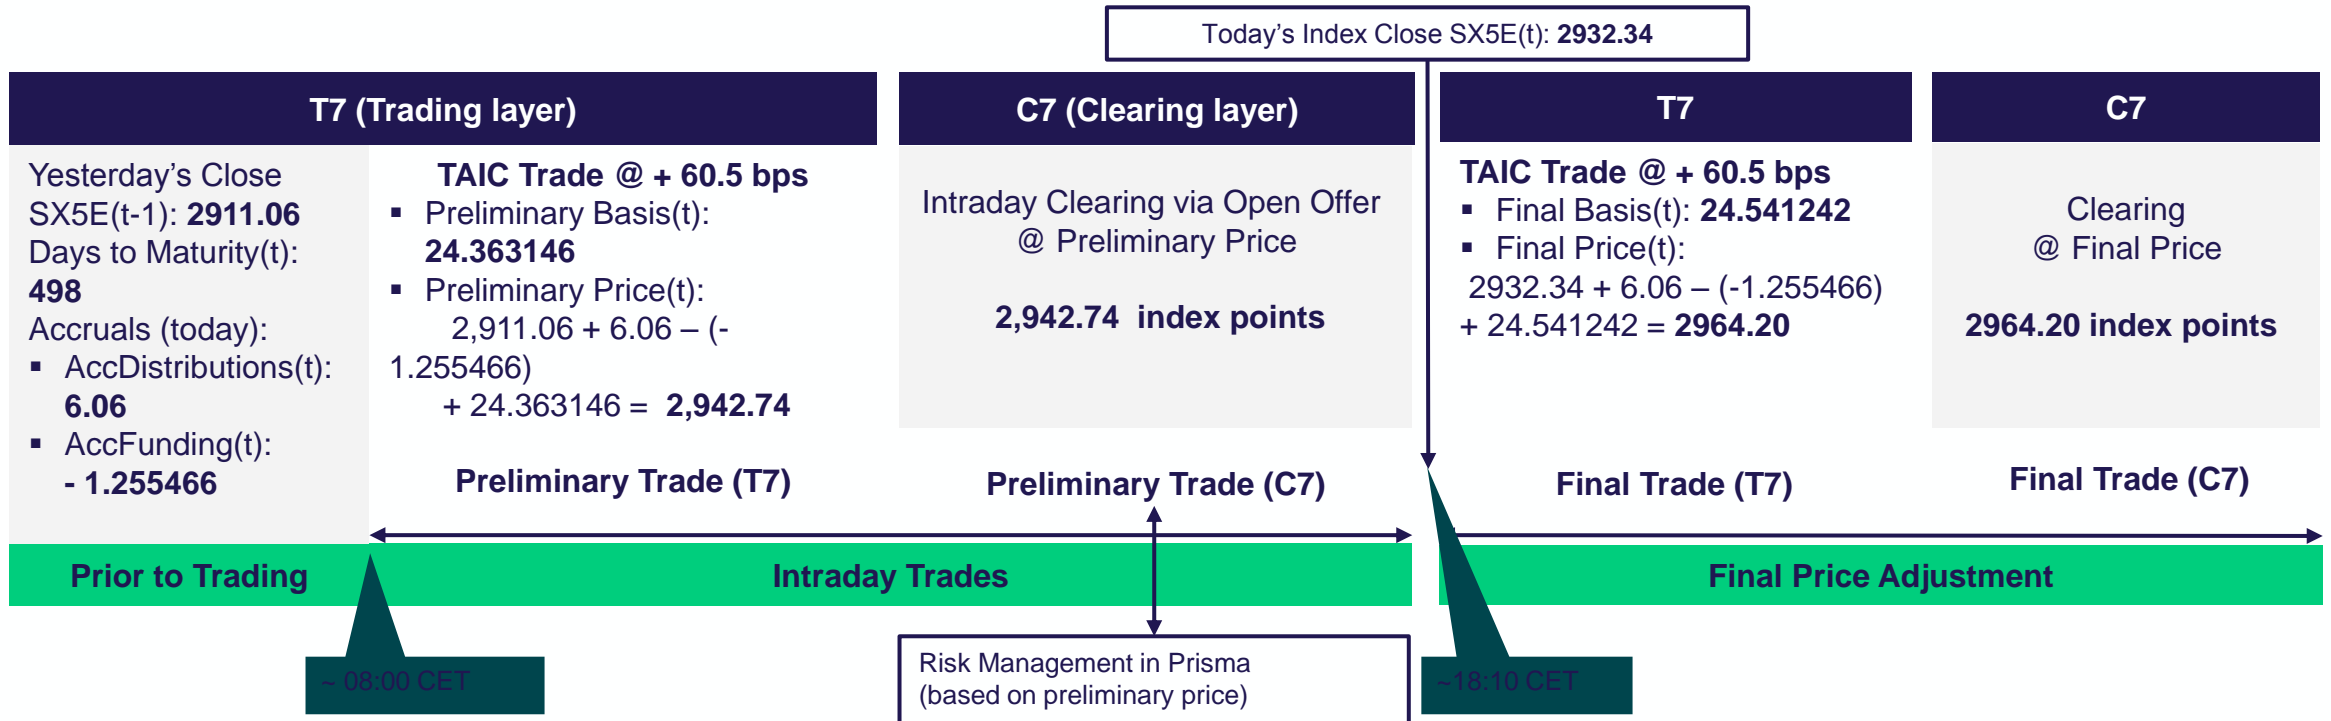 Today's Index Close SX5E(t): 2932.34
T7 (Trading layer)
C7 (Clearing layer)
T7
C7
Yesterday's Close
SX5E(t-1): 2911.06
Days to Maturity(t):
498
Accruals (today):
▪ AccDistributions(t):
6.06
▪ AccFunding(t):
- 1.255466
TAIC Trade @ + 60.5 bps
▪ Preliminary Basis(t):
24.363146
▪ Preliminary Price(t):
2,911.06 + 6.06 – (-
1.255466)
+ 24.363146 = 2,942.74
Intraday Clearing via Open Offer
@ Preliminary Price
2,942.74 index points
TAIC Trade @ + 60.5 bps
▪ Final Basis(t): 24.541242
▪ Final Price(t):
2932.34 + 6.06 – (-1.255466)
+ 24.541242 = 2964.20
Clearing
@ Final Price
2964.20 index points
Preliminary Trade (T7)
Preliminary Trade (C7)
Final Trade (T7)
Final Trade (C7)
Prior to Trading
Intraday Trades
Final Price Adjustment
~ 08:00 CET
Risk Management in Prisma
(based on preliminary price)
~18:10 CET